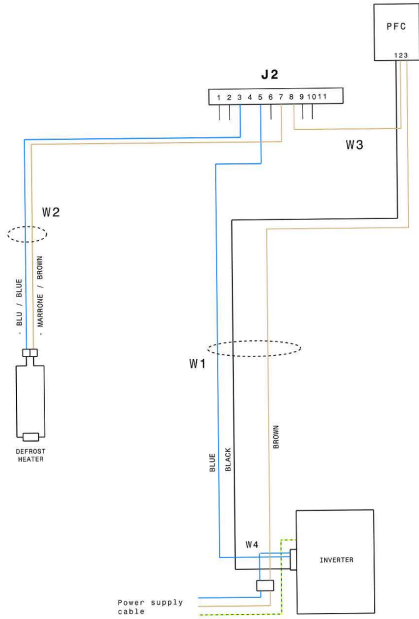 PFC
123
J2
1 2 3 4 5 6 7 8 9 10 11
W3
W2
- BLU / BLUE
- MARRONE / BROWN
W1
DEFROST
HEATER
BLUE
BLACK
BROWN
W4
INVERTER
Power supply
cable